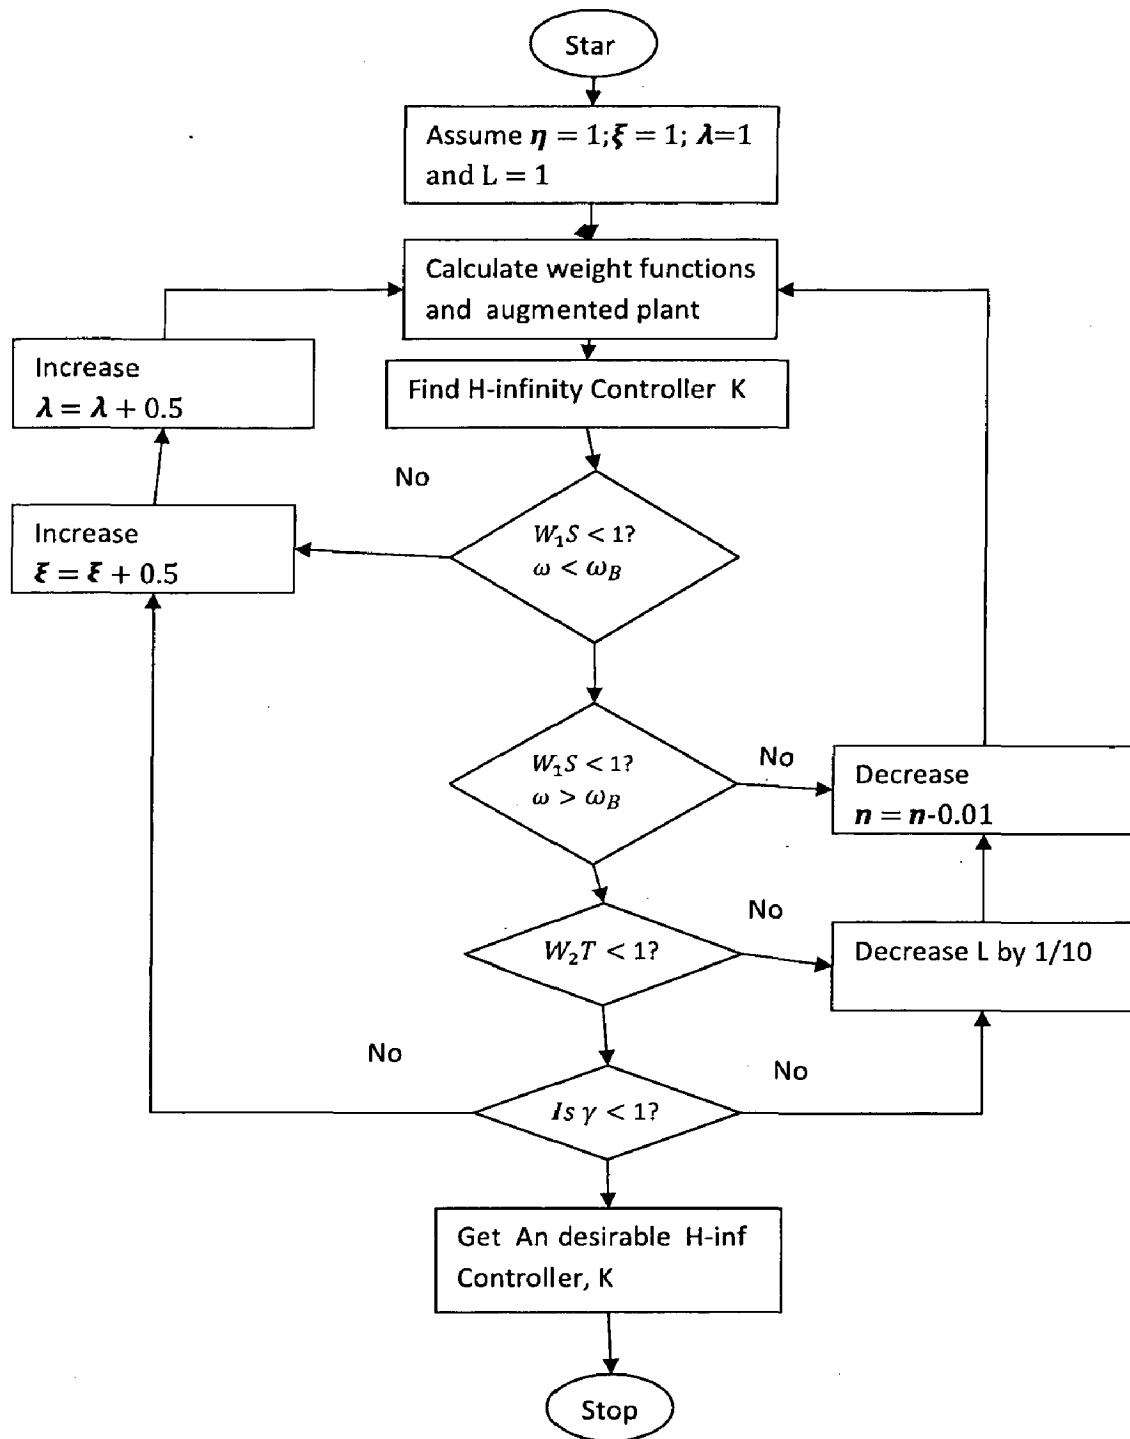 Star
Assume η = 1; ξ = 1; λ=1
and L = 1
Calculate weight functions
and augmented plant
Increase
λ = λ + 0.5
Find H-infinity Controller K
No
W₁S < 1?
ω < ω_B
Increase
ξ = ξ + 0.5
W₁S < 1?
ω > ω_B
No
Decrease
n = n-0.01
No
W₂T < 1?
Decrease L by 1/10
No
No
Is γ < 1?
Get An desirable H-inf
Controller, K
Stop